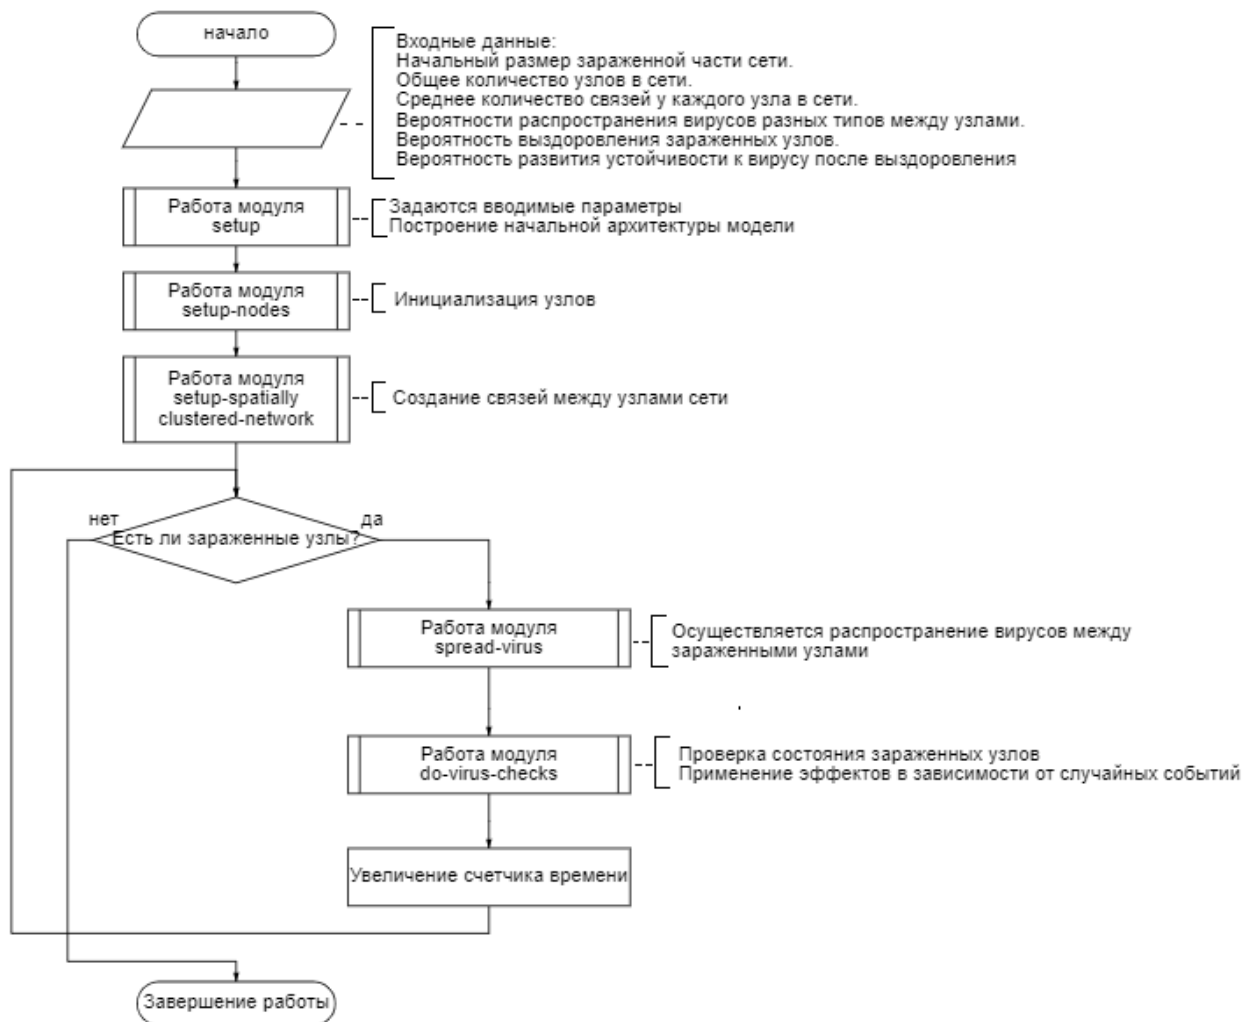 начало
Входные данные:
Начальный размер зараженной части сети.
Общее количество узлов в сети.
Среднее количество связей у каждого узла в сети.
Вероятности распространения вирусов разных типов между узлами.
Вероятность выздоровления зараженных узлов.
Вероятность развития устойчивости к вирусу после выздоровления
Работа модуля
setup
Задаются вводимые параметры
Построение начальной архитектуры модели
Работа модуля
setup-nodes
Инициализация узлов
Работа модуля
setup-spatially
clustered-network
Создание связей между узлами сети
нет
да
Есть ли зараженные узлы?
Работа модуля
spread-virus
Осуществляется распространение вирусов между
зараженными узлами
Работа модуля
do-virus-checks
Проверка состояния зараженных узлов
Применение эффектов в зависимости от случайных событий
Увеличение счетчика времени
Завершение работы